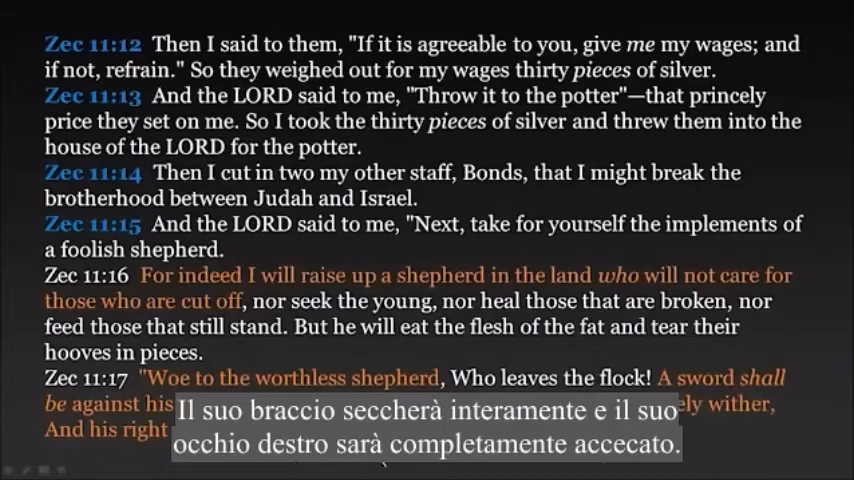 Zec 11:12 Then I said to them, "If it is agreeable to you, give me my wages; and
if not, refrain." So they weighed out for my wages thirty pieces of silver.
Zec 11:13 And the LORD said to me, "Throw it to the potter"—that princely
price they set on me. So I took the thirty pieces of silver and threw them into the
house of the LORD for the potter.
Zec 11:14 Then I cut in two my other staff, Bonds, that I might break the
brotherhood between Judah and Israel.
Zec 11:15 And the LORD said to me, "Next, take for yourself the implements of
a foolish shepherd.
Zec 11:16 For indeed I will raise up a shepherd in the land who will not care for
those who are cut off, nor seek the young, nor heal those that are broken, nor
feed those that still stand. But he will eat the flesh of the fat and tear their
hooves in pieces.
Zec 11:17 "Woe to the worthless shepherd, Who leaves the flock! A sword shall
be against his wither,
And his right
Il suo braccio seccherà interamente e il suo
occhio destro sarà completamente accecato.